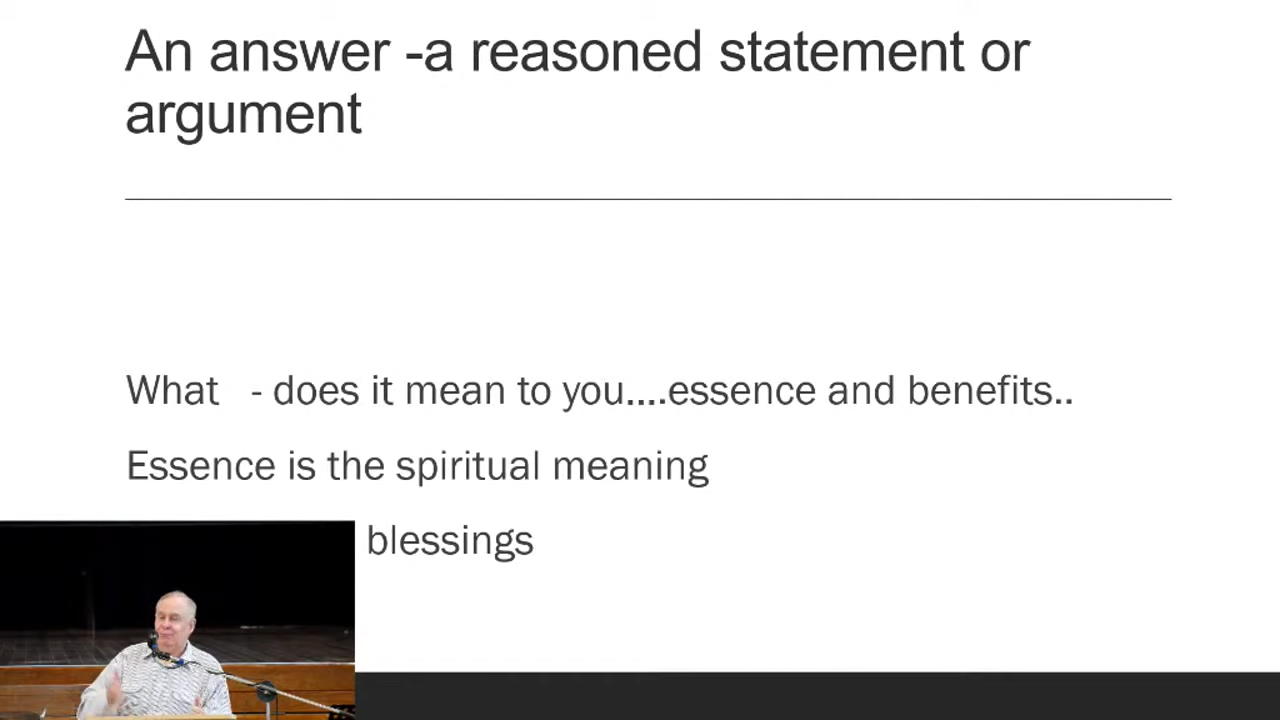 An answer -a reasoned statement or
argument
What - does it mean to you....essence and benefits..
Essence is the spiritual meaning
blessings